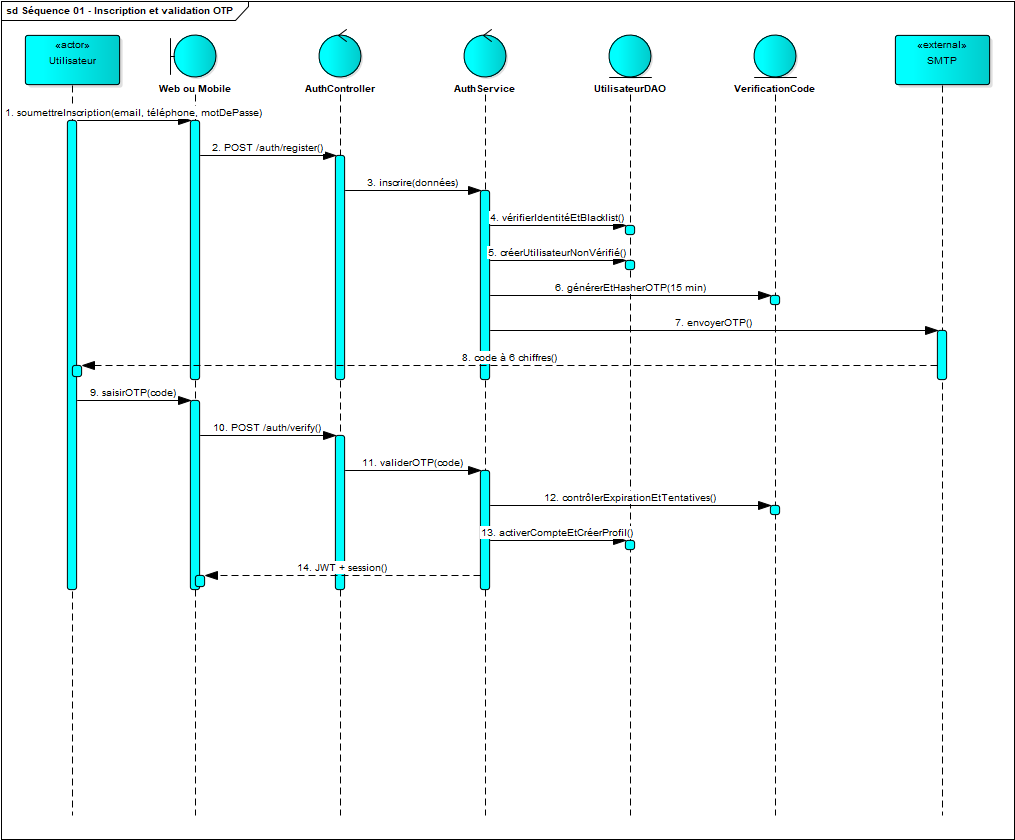 sd Séquence 01 - Inscription et validation OTP
«actor»
Utilisateur
Web ou Mobile
AuthController
AuthService
UtilisateurDAO
VerificationCode
«external»
SMTP
1. soumettreInscription(email, téléphone, motDePasse)
2. POST /auth/register()
3. inscrire(données)
4. vérifierIdentitéEtBlacklist()
5. créerUtilisateurNonVérifié()
6. générerEtHasherOTP(15 min)
7. envoyerOTP()
8. code à 6 chiffres()
9. saisirOTP(code)
10. POST /auth/verify()
11. validerOTP(code)
12. contrôlerExpirationEtTentatives()
13. activerCompteEtCréerProfil()
14. JWT + session()